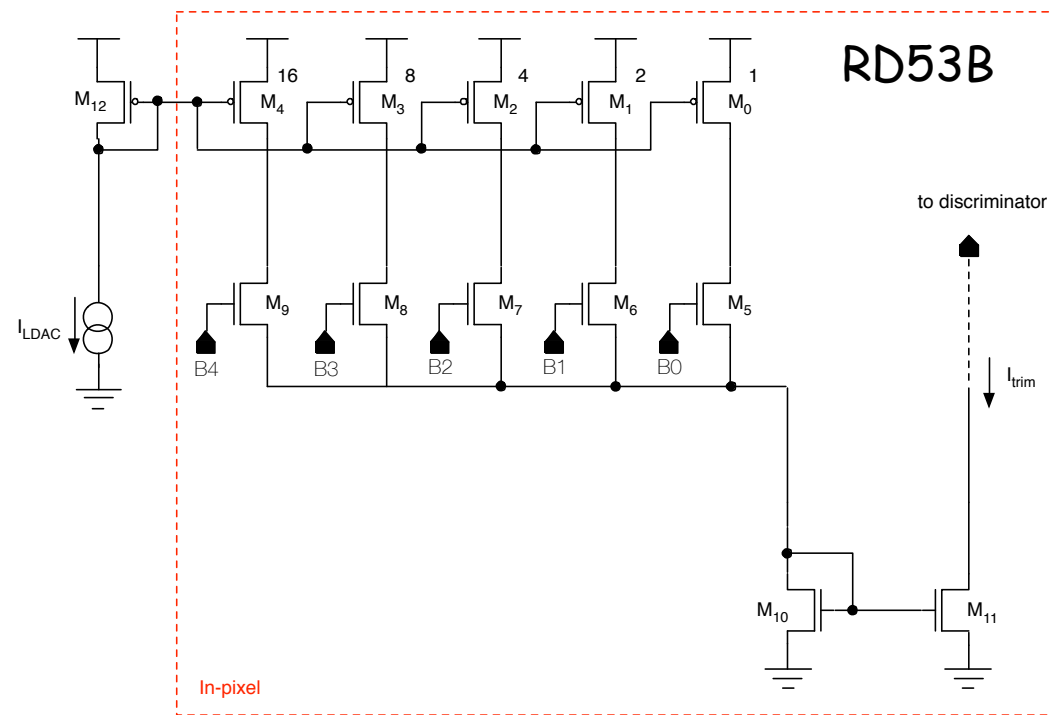 RD53B
16
8
4
2
1
M12
M4
M3
M2
M1
M0
to discriminator
M9
M8
M7
M6
M5
ILDAC
B4
B3
B2
B1
B0
Itrim
M10
M11
In-pixel